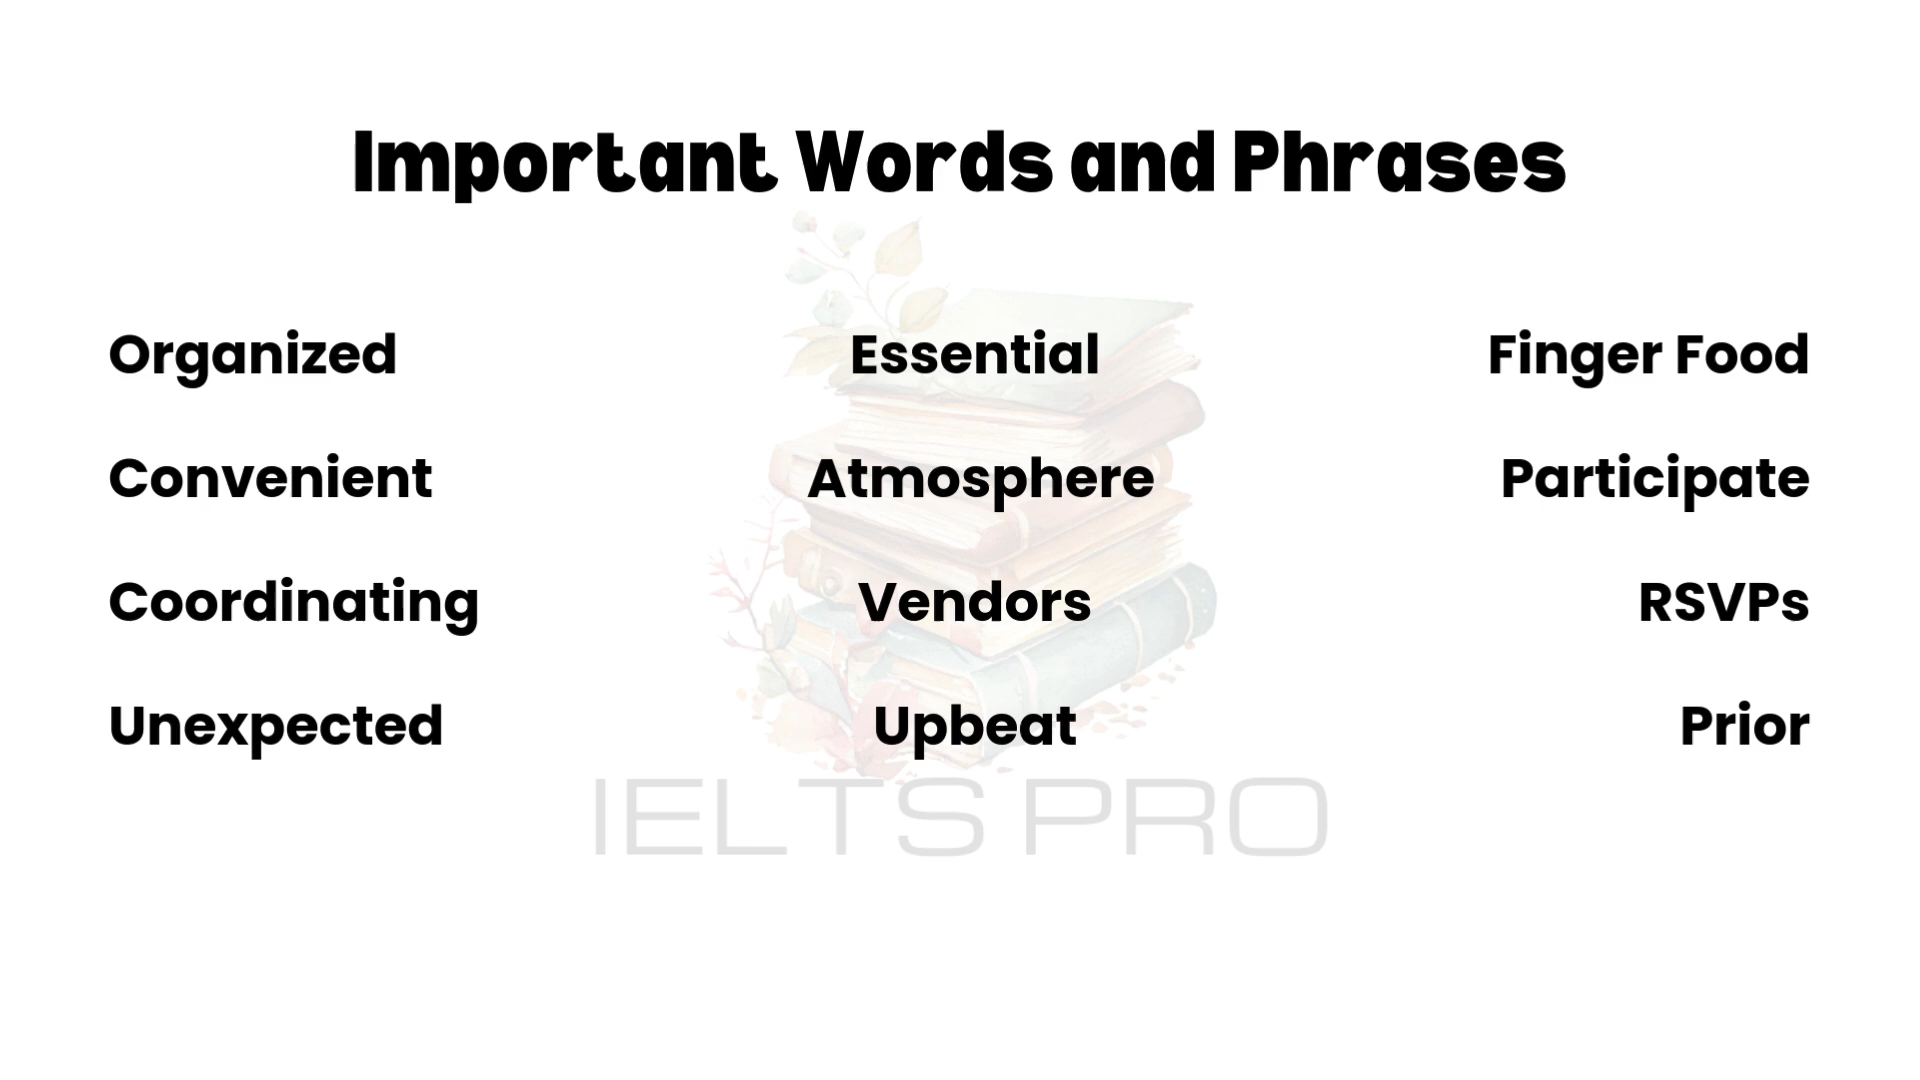 Important Words and Phrases
Organized
Essential
Finger Food
Convenient
Atmosphere
Participate
Coordinating
Vendors
RSVPs
Unexpected
Upbeat
Prior
IELTS PRO